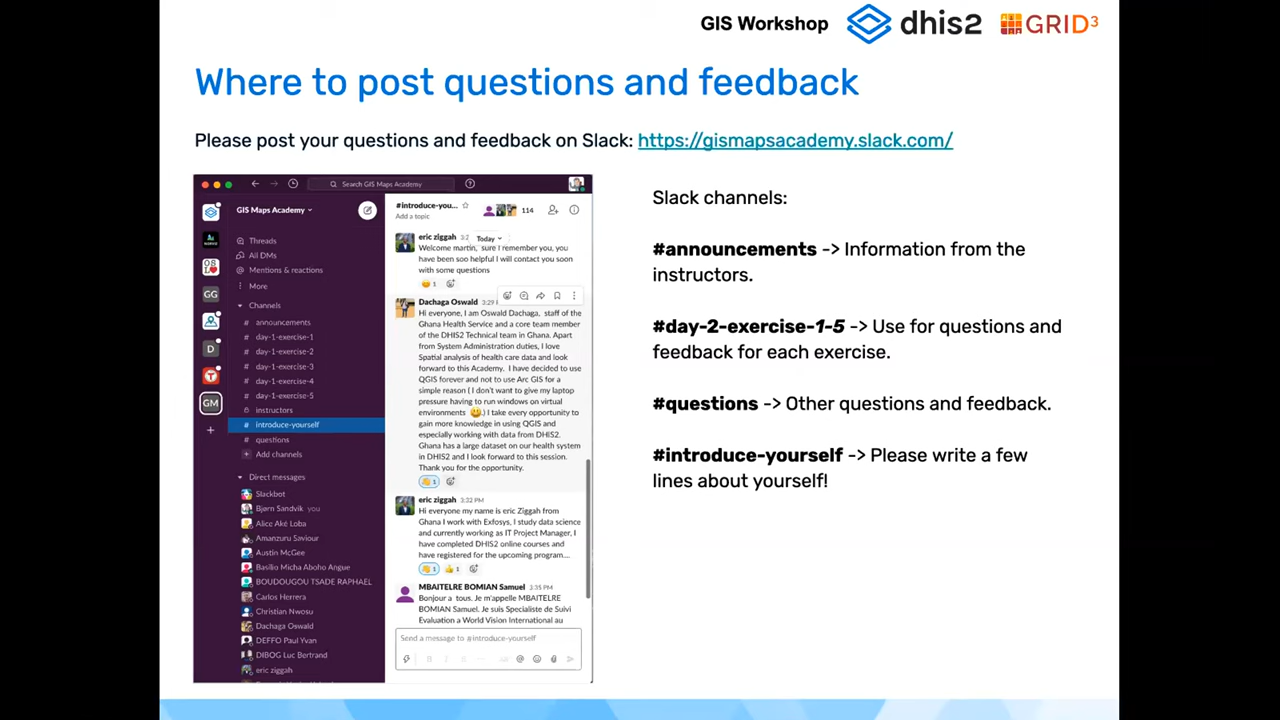 GIS Workshop
dhis2
GRID3
Where to post questions and feedback
Please post your questions and feedback on Slack: https://gismapsacademy.slack.com/
Search GIS Maps Academy
GIS Maps Academy
Threads
All DMs
Mentions & reactions
More
Channels
# announcements
# day-1-exercise-1
# day-1-exercise-2
# day-1-exercise-3
# day-1-exercise-4
# day-1-exercise-5
instructors
# introduce-yourself
# questions
Add channels
Direct messages
Slackbot
Bjørn Sandvik you
Alice Aké Loba
Amanzuru Saviour
Austin McGee
Basílio Micha Aboho Angue
BOUDOUGOU TSADE RAPHAEL
Carlos Herrera
Christian Nwosu
Dachaga Oswald
DEFFO Paul Yvan
DIBOG Luc Bertrand
eric ziggah
GG
D
T
GM
#introduce-you...
114
Add a topic
eric ziggah
Today
Welcome martin, sure I remember you, you
have been soo helpful I will contact you soon
with some questions
1
Dachaga Oswald 3:29
Hi everyone, I am Oswald Dachaga, staff of the
Ghana Health Service and a core team member
of the DHIS2 Technical team in Ghana. Apart
from System Administration duties, I love
Spatial analysis of health care data and look
forward to this Academy. I have decided to use
QGIS forever and not to use Arc GIS for a
simple reason ( I don't want to give my laptop
pressure having to run windows on virtual
environments .) I take every opportunity to
gain more knowledge in using QGIS and
especially working with data from DHIS2.
Ghana has a large dataset on our health system
in DHIS2 and I look forward to this session.
Thank you for the opportunity.
1
eric ziggah 3:32 PM
Hi everyone my name is eric Ziggah from
Ghana I work with Exfosys, I study data science
and currently working as IT Project Manager, I
have completed DHIS2 online courses and
have registered for the upcoming program....
1 1
MBAITELRE BOMIAN Samuel 3:35 PM
Bonjour a tous. Je m'appelle MBAITELRE
BOMIAN Samuel. Je suis Specialiste de Suivi
Evaluation a World Vision International au
Send a message to #introduce-yourself
Slack channels:
#announcements -> Information from the
instructors.
#day-2-exercise-1-5 -> Use for questions and
feedback for each exercise.
#questions -> Other questions and feedback.
#introduce-yourself -> Please write a few
lines about yourself!